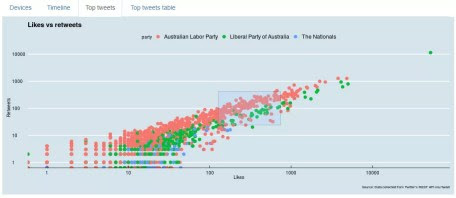 Devices
Timeline
Top tweets
Top tweets table
Likes vs retweets
party
Australian Labor Party
Liberal Party of Australia
The Nationals
10000
1000
100
10
1
Retweets
1
10
100
1000
10000
Likes